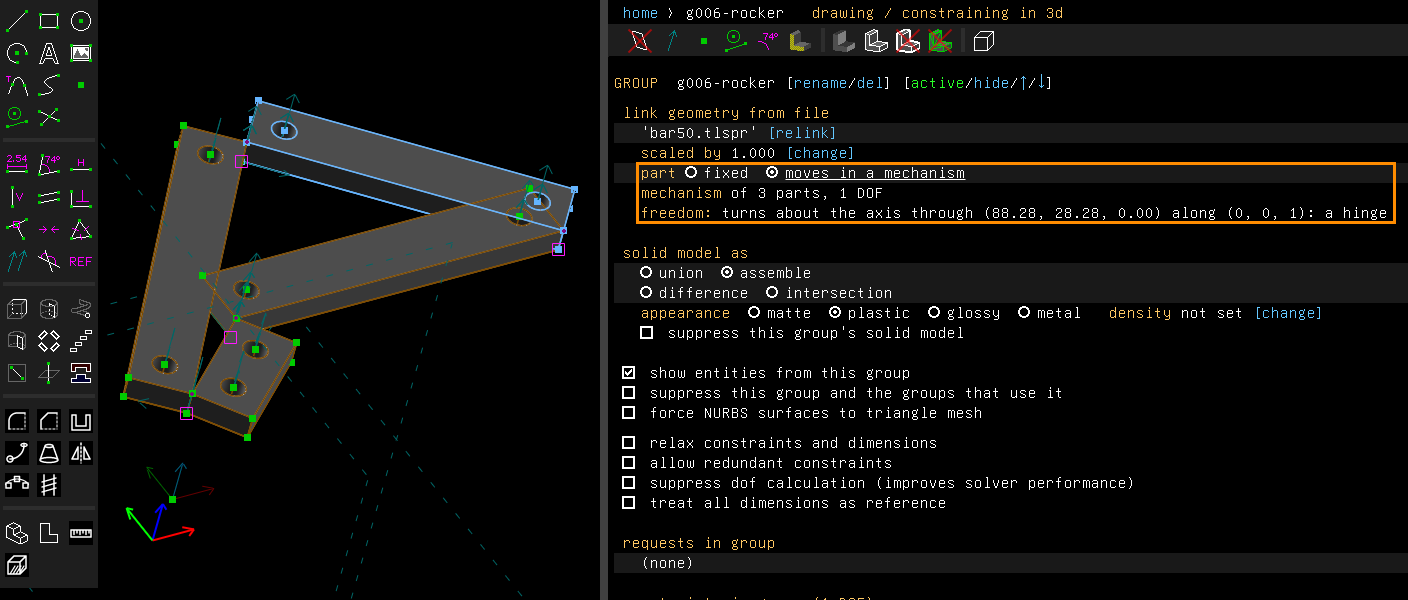 home ⟩ g006-rocker drawing / constraining in 3d
74º
GROUP g006-rocker [rename/del] [active/hide/↑/↓]
link geometry from file
'bar50.tlspr' [relink]
scaled by 1.000 [change]
part fixed moves in a mechanism
mechanism of 3 parts, 1 DOF
freedom: turns about the axis through (88.28, 28.28, 0.00) along (0, 0, 1): a hinge
solid model as
union assemble
difference intersection
appearance matte plastic glossy metal density not set [change]
suppress this group's solid model
show entities from this group
suppress this group and the groups that use it
force NURBS surfaces to triangle mesh
relax constraints and dimensions
allow redundant constraints
suppress dof calculation (improves solver performance)
treat all dimensions as reference
requests in group
(none)
A
T
2.54 74º H
V
REF